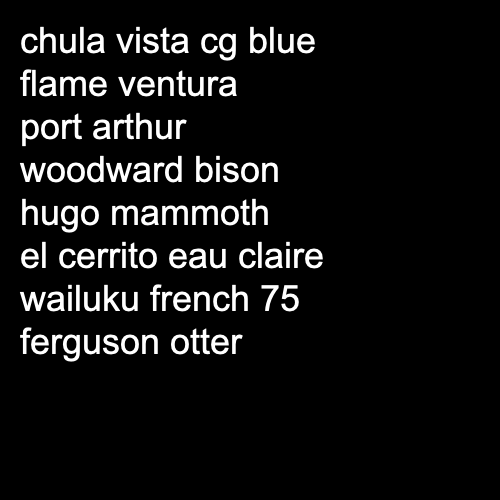 chula vista cg blue
flame ventura
port arthur
woodward bison
hugo mammoth
el cerrito eau claire
wailuku french 75
ferguson otter